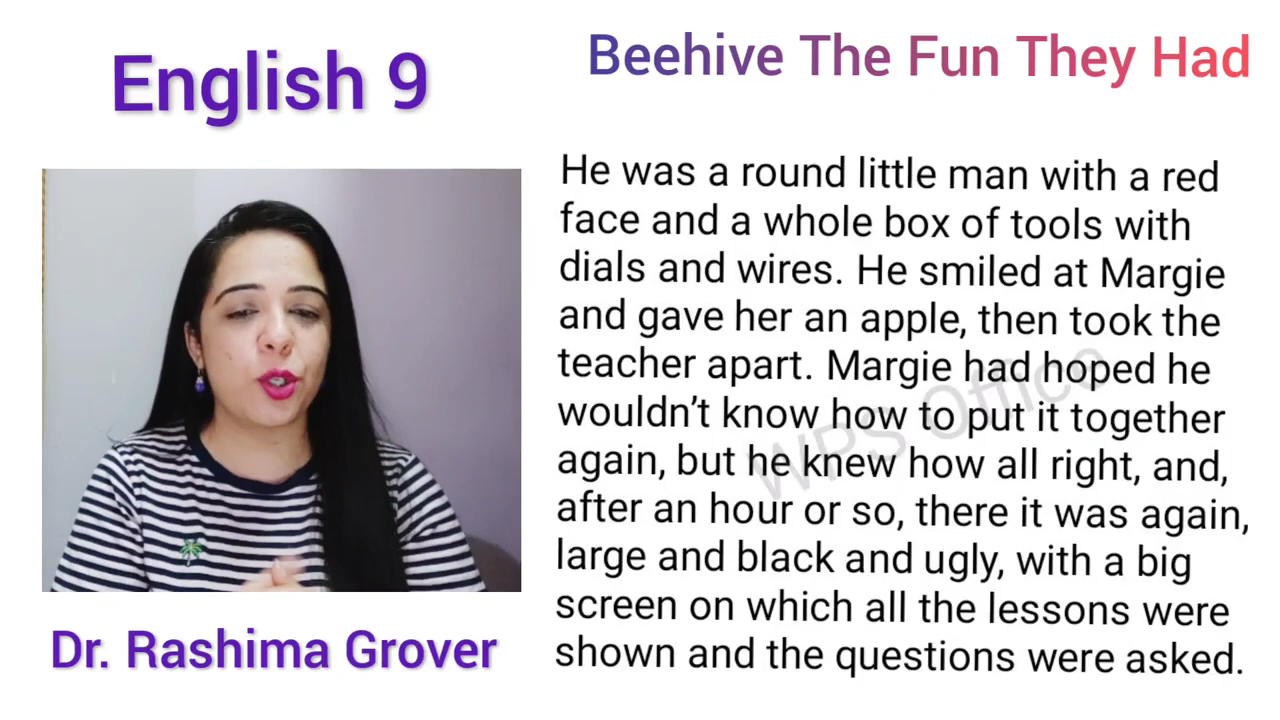 English 9
Beehive The Fun They Had
He was a round little man with a red
face and a whole box of tools with
dials and wires. He smiled at Margie
and gave her an apple, then took the
teacher apart. Margie had hoped he
wouldn’t know how to put it together
again, but he knew how all right, and,
after an hour or so, there it was again,
large and black and ugly, with a big
screen on which all the lessons were
shown and the questions were asked.
WPS Office
Dr. Rashima Grover